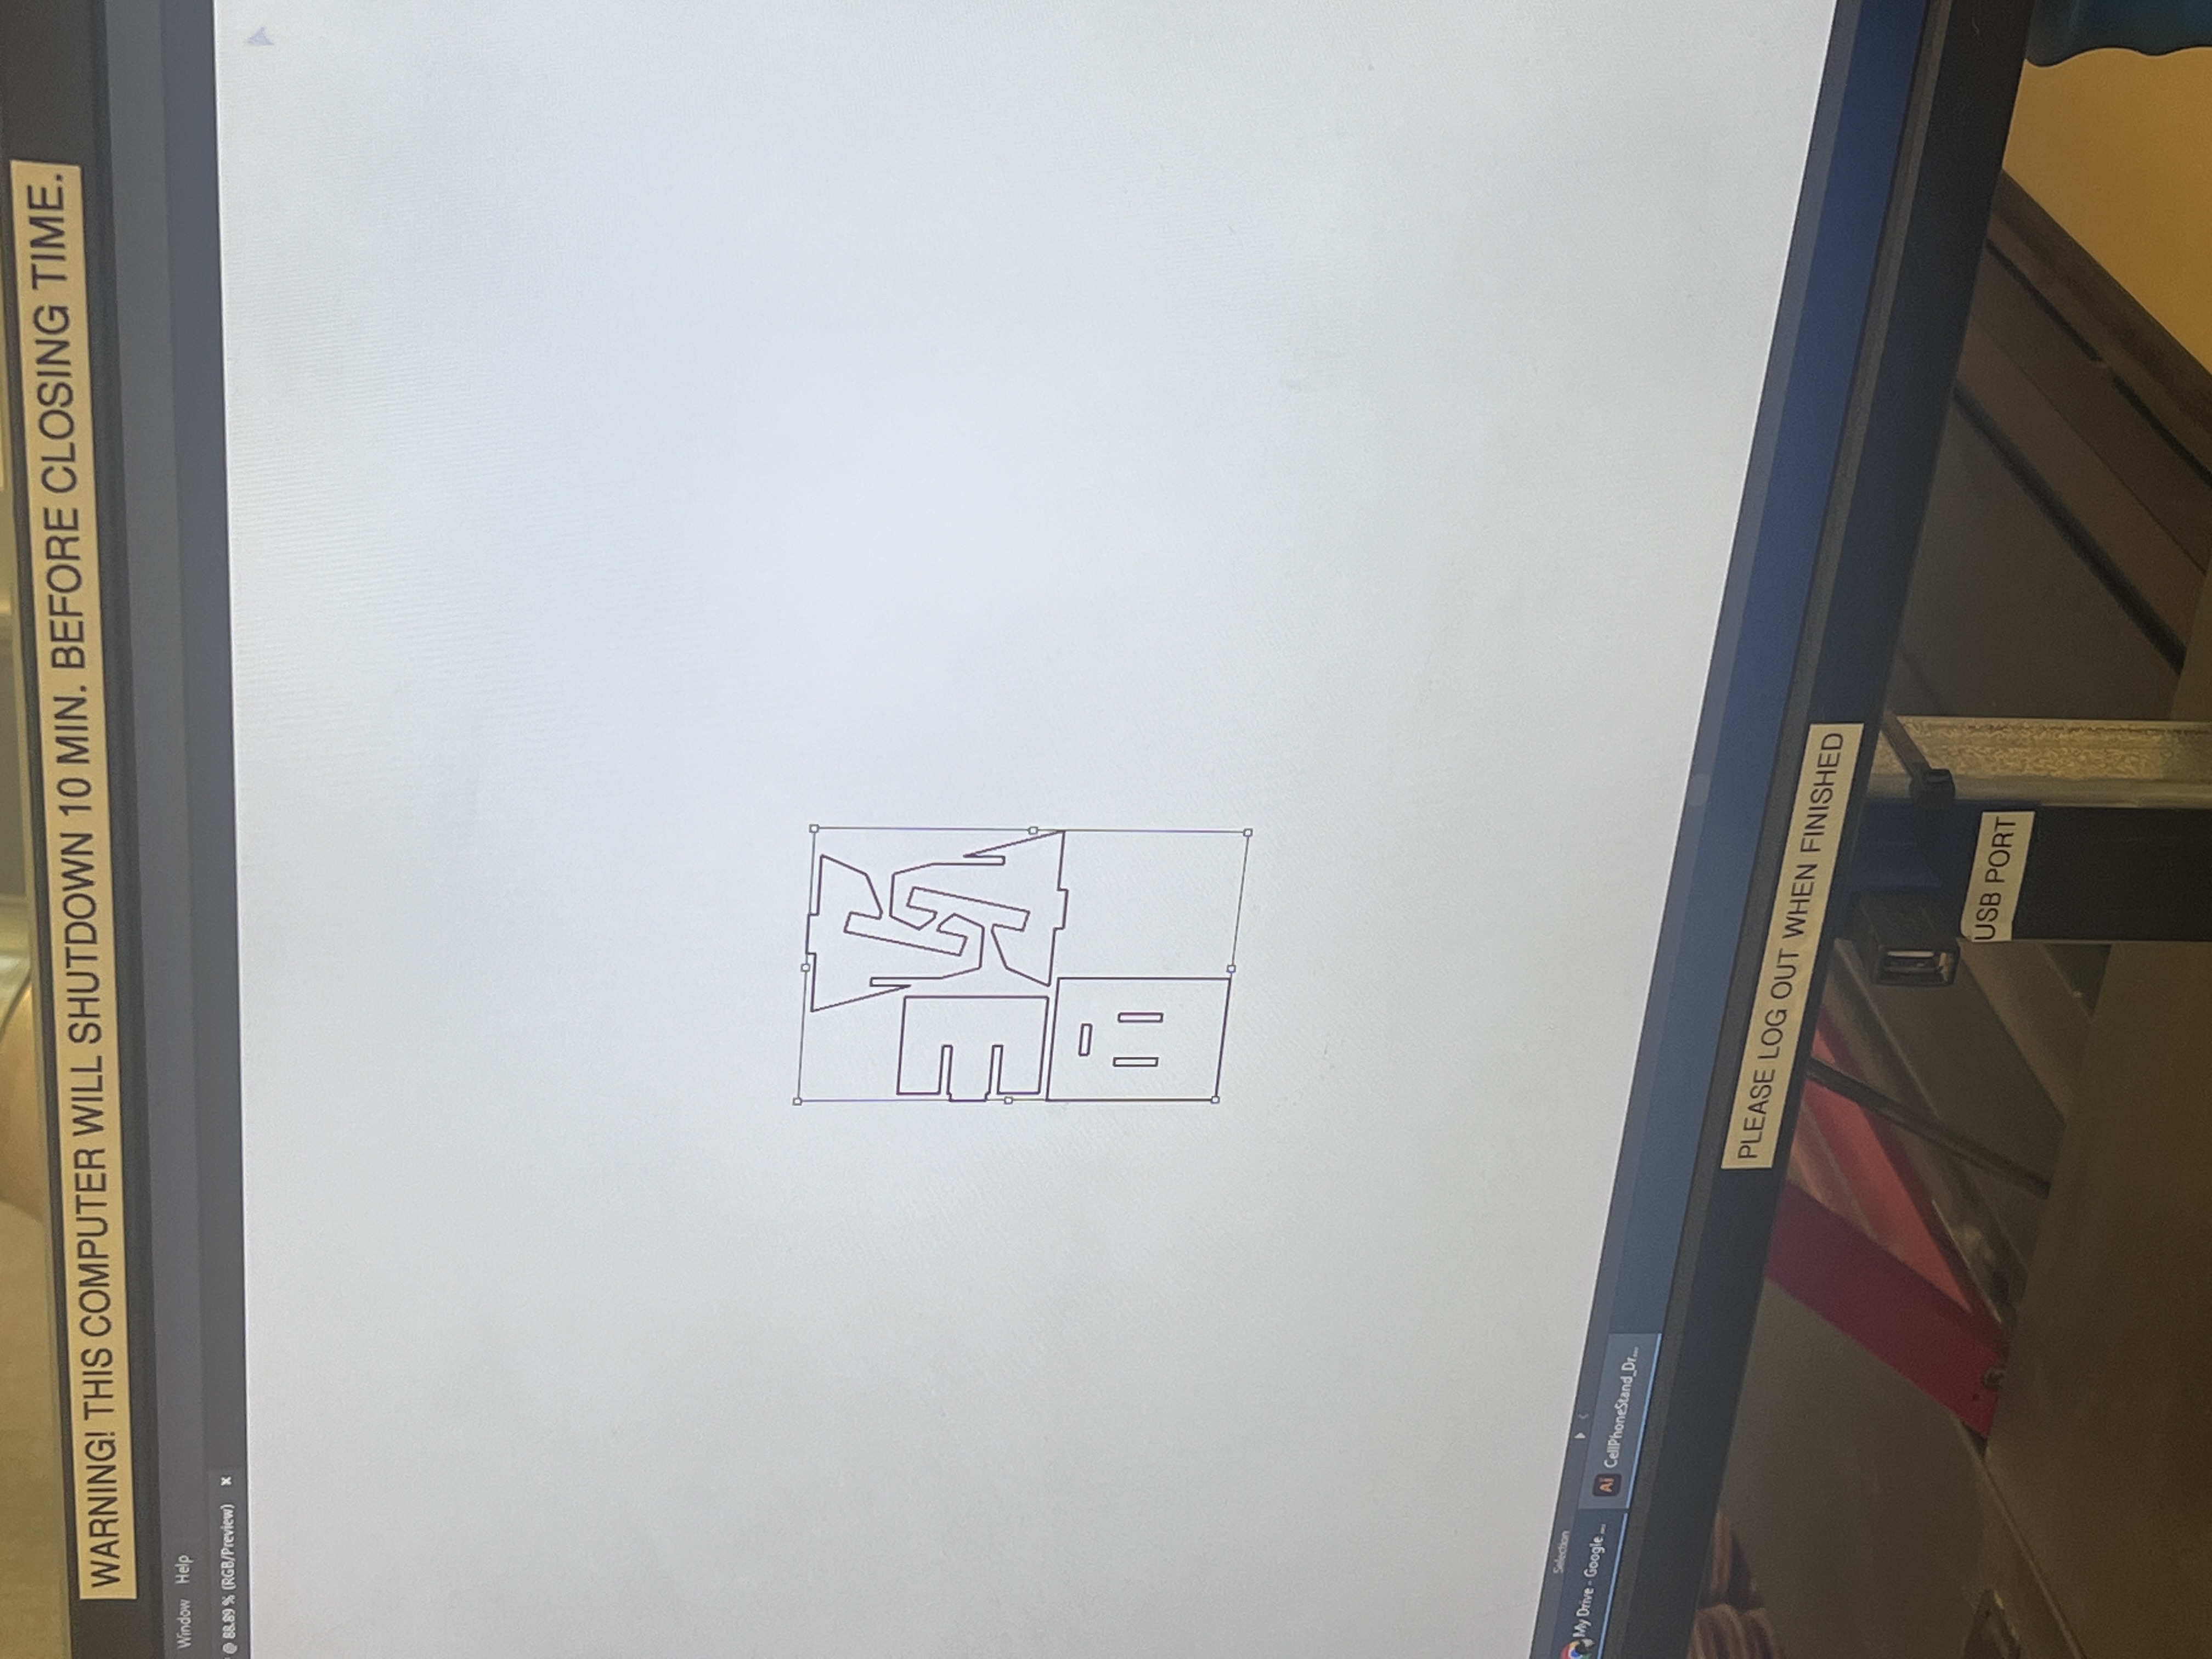 WARNING! THIS COMPUTER WILL SHUTDOWN 10 MIN. BEFORE CLOSING TIME.
Window Help
@ 88.89 % (RGB/Preview) x
Selection
My Drive - Google ...
Ai CellPhoneStand_Dr...
PLEASE LOG OUT WHEN FINISHED
USB PORT